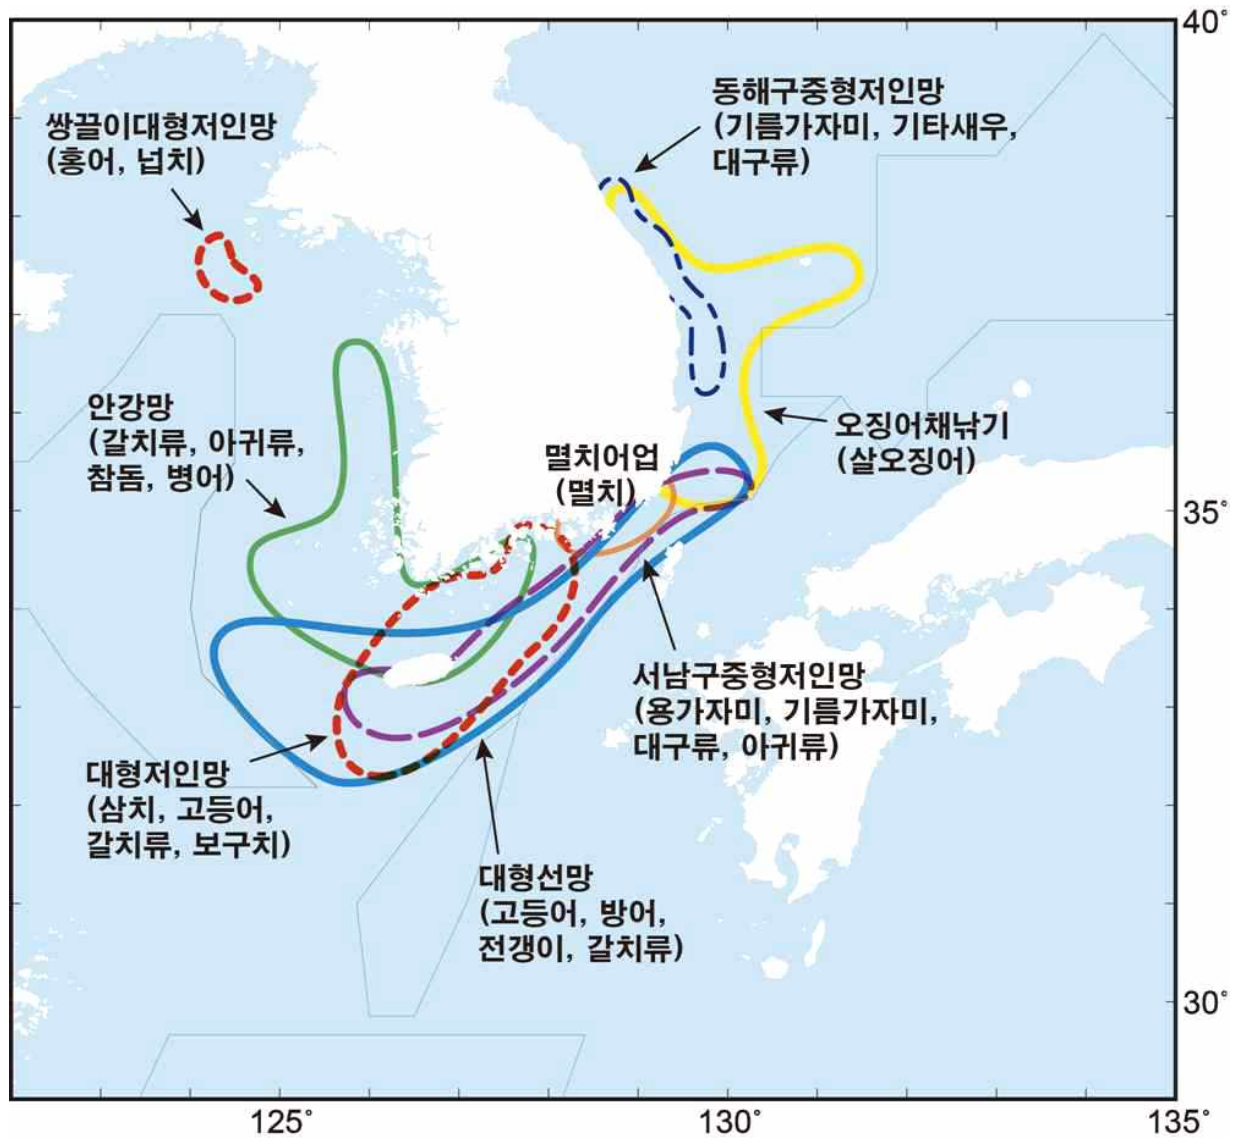 40°
동해구중형저인망
(기름가자미, 기타새우,
대구류)
쌍끌이대형저인망
(홍어, 넙치)
안강망
(갈치류, 아귀류,
참돔, 병어)
오징어채낚기
(살오징어)
멸치어업
(멸치)
35°
서남구중형저인망
(용가자미, 기름가자미,
대구류, 아귀류)
대형저인망
(삼치, 고등어,
갈치류, 보구치)
대형선망
(고등어, 방어,
전갱이, 갈치류)
30°
125°
130°
135°